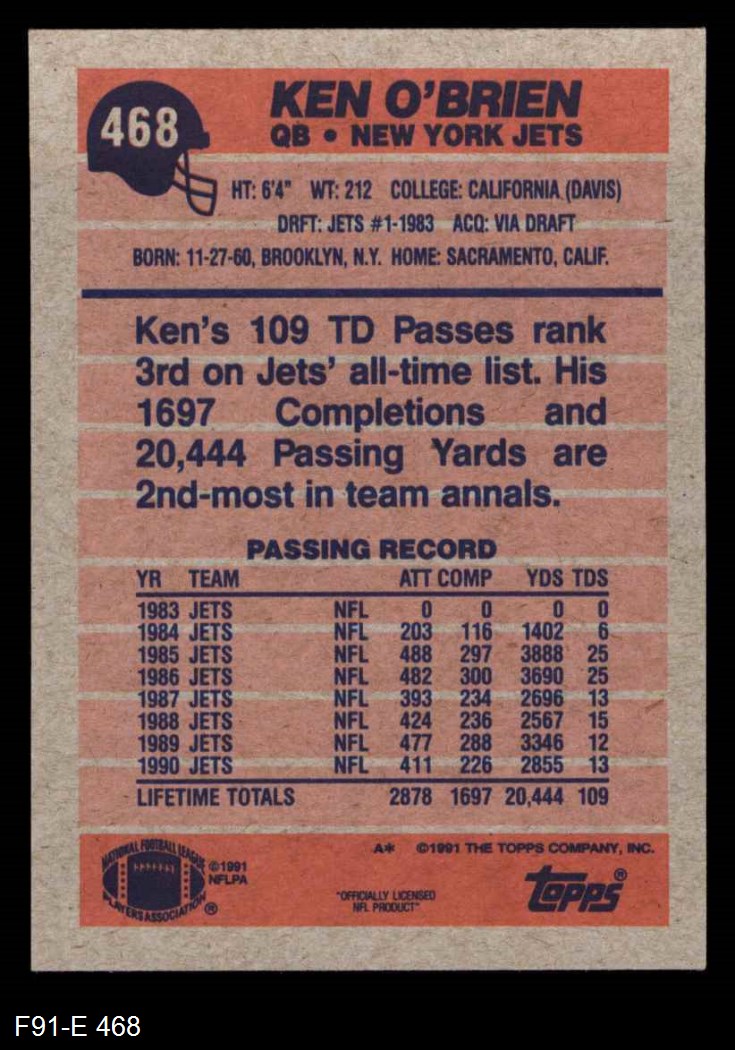 468
KEN O'BRIEN
QB • NEW YORK JETS
HT: 6'4" WT: 212 COLLEGE: CALIFORNIA (DAVIS)
DRFT: JETS #1-1983 ACQ: VIA DRAFT
BORN: 11-27-60, BROOKLYN, N.Y. HOME: SACRAMENTO, CALIF.
Ken's 109 TD Passes rank
3rd on Jets' all-time list. His
1697 Completions and
20,444 Passing Yards are
2nd-most in team annals.
PASSING RECORD
YR TEAM ATT COMP YDS TDS
1983 JETS NFL 0 0 0 0
1984 JETS NFL 203 116 1402 6
1985 JETS NFL 488 297 3888 25
1986 JETS NFL 482 300 3690 25
1987 JETS NFL 393 234 2696 13
1988 JETS NFL 424 236 2567 15
1989 JETS NFL 477 288 3346 12
1990 JETS NFL 411 226 2855 13
LIFETIME TOTALS 2878 1697 20,444 109
A* ©1991 THE TOPPS COMPANY, INC.
NATIONAL FOOTBALL LEAGUE
PLAYERS ASSOCIATION ®
©1991
NFLPA
"OFFICIALLY LICENSED
NFL PRODUCT"
topps®
F91-E 468